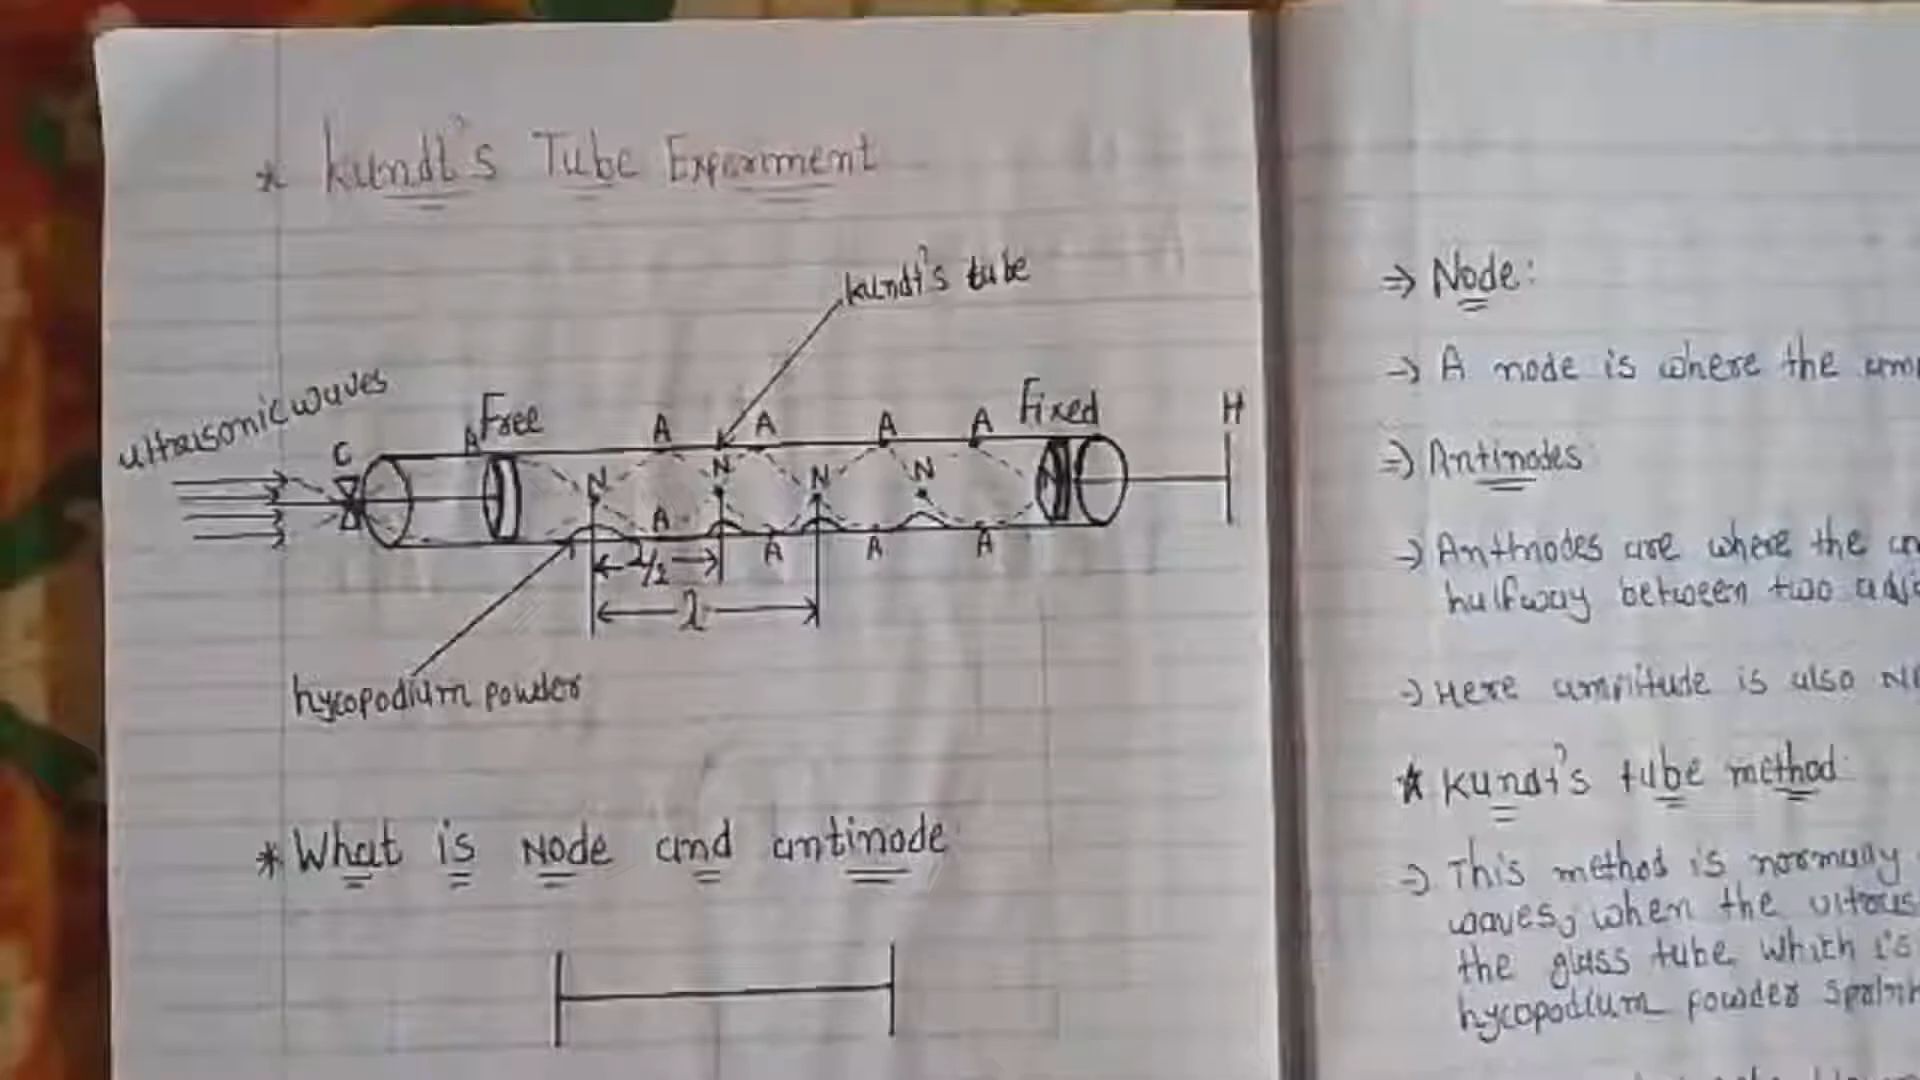 * kundt's Tube Experiment
kundt's tube
ultrasonic waves
C
A
Free
A
A
A
A
Fixed
H
N
N
N
N
N
A
A
A
A
λ/2
λ
hycopodium powder
* What is Node and antinode
⇒ Node:
→ A node is where the am
⇒ Antinodes
→ Antinodes are where the
halfway between two adj
→ Here amplitude is also
* Kundt's tube method
⇒ This method is normally
waves, when the
the glass tube which is
hycopodium powder